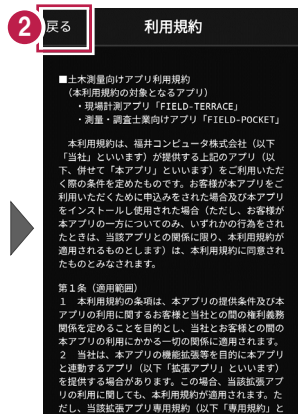 2
戻る
利用規約
■土木測量向けアプリ利用規約
（本利用規約の対象となるアプリ）
・現場計測アプリ「FIELD-TERRACE」
・測量・調査士業向けアプリ「FIELD-POCKET」
本利用規約は、福井コンピュータ株式会社（以下
「当社」といいます）が提供する上記のアプリ（以
下、併せて「本アプリ」といいます）をご利用いただ
く際の条件を定めたものです。お客様が本アプリをご
利用いただくために申込みをされた場合及び本アプリ
をインストールし使用された場合（ただし、お客様が
本アプリの一方についてのみ、いずれかの行為をされ
たときは、当該アプリとの関係に限り、本利用規約が
適用されるものとします）は、本利用規約に同意され
たものとみなされます。
第１条（適用範囲）
１　本利用規約の条項は、本アプリの提供条件及び本
アプリの利用に関するお客様と当社との間の権利義務
関係を定めることを目的とし、当社とお客様との間の
本アプリの利用にかかる一切の関係に適用されます。
２　当社は、本アプリの機能拡張等を目的に本アプリ
と連動するアプリ（以下「拡張アプリ」といいます）
を提供する場合があります。この場合、当該拡張アプ
リの利用に関しても、本利用規約が適用されます。た
だし、当該拡張アプリ専用規約（以下「専用規約」と